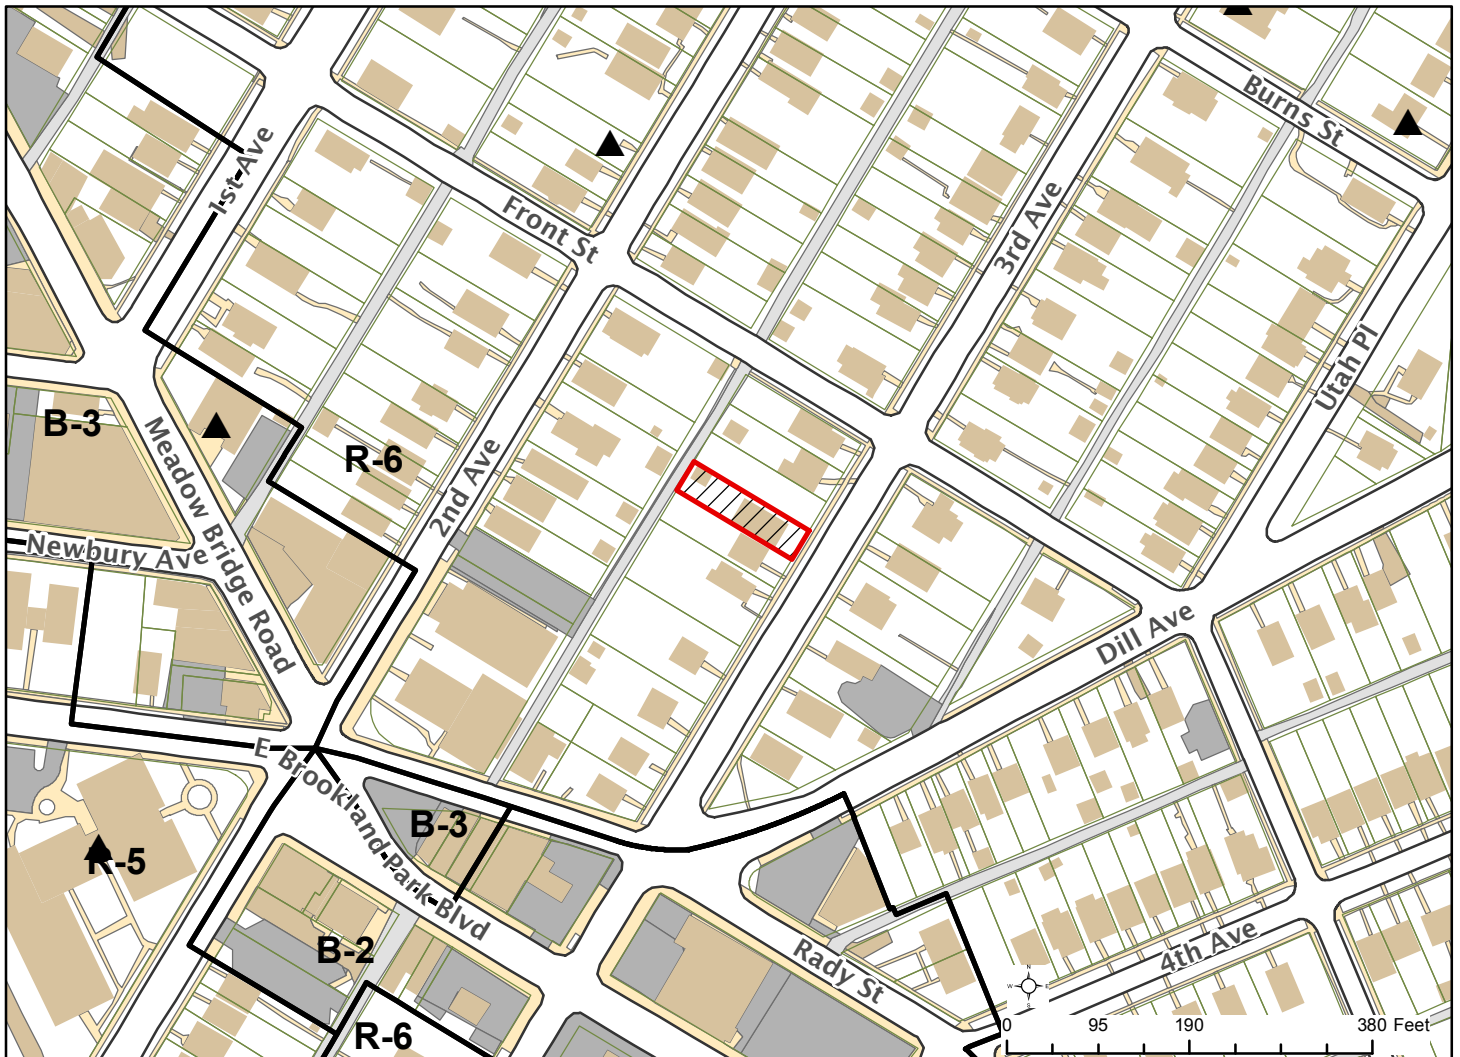 Burns St
1st Ave
Front St
3rd Ave
Utah Pl
B-3
Meadow Bridge Road
R-6
2nd Ave
Newbury Ave
Dill Ave
E Brookland Park Blvd
B-3
R-5
B-2
Rady St
4th Ave
N
W E
S
R-6
0 95 190 380 Feet